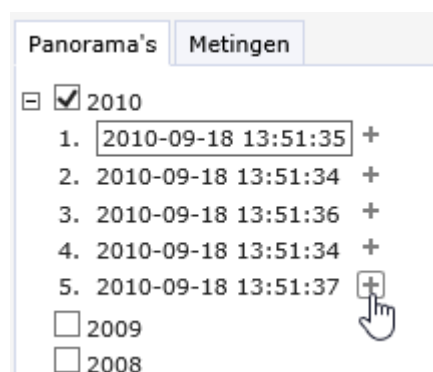 Panorama's Metingen
2010
1. 2010-09-18 13:51:35 +
2. 2010-09-18 13:51:34 +
3. 2010-09-18 13:51:36 +
4. 2010-09-18 13:51:34 +
5. 2010-09-18 13:51:37 +
2009
2008